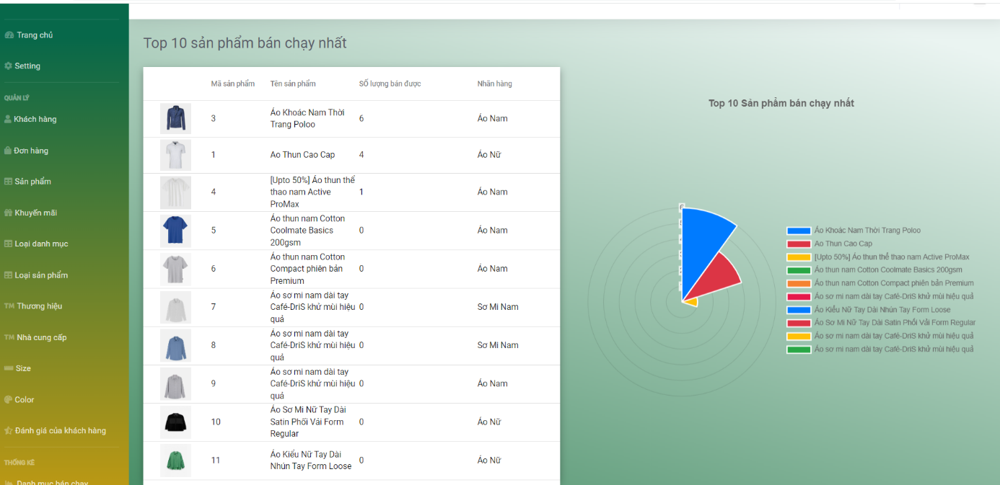 Trang chủ
Setting
QUẢN LÝ
Khách hàng
Đơn hàng
Sản phẩm
Khuyến mãi
Loại danh mục
Loại sản phẩm
TM Thương hiệu
TM Nhà cung cấp
Size
Color
Đánh giá của khách hàng
THỐNG KÊ
Danh mục bán chạy
Top 10 sản phẩm bán chạy nhất
Mã sản phẩm Tên sản phẩm SỐ lượng bán được Nhãn hàng
3 Áo Khoác Nam Thời 6 Áo Nam
Trang Poloo
1 Ao Thun Cao Cap 4 Áo Nữ
[Upto 50%] Áo thun thể
4 thao nam Active 1 Áo Nam
ProMax
Áo thun nam Cotton
5 Coolmate Basics 0 Áo Nam
200gsm
Áo thun nam Cotton
6 Compact phiên bản 0 Áo Nam
Premium
Áo sơ mi nam dài tay
7 Café-DriS khử mùi hiệu 0 Sơ Mi Nam
quả
Áo sơ mi nam dài tay
8 Café-DriS khử mùi hiệu 0 Sơ Mi Nam
quả
Áo sơ mi nam dài tay
9 Café-DriS khử mùi hiệu 0 Áo Nam
quả
Áo Sơ Mi Nữ Tay Dài
10 Satin Phối Vải Form 0 Áo Nữ
Regular
11 Áo Kiểu Nữ Tay Dài 0 Áo Nữ
Nhún Tay Form Loose
Top 10 Sản phẩm bán chạy nhất
Áo Khoác Nam Thời Trang Poloo
Ao Thun Cao Cap
[Upto 50%] Áo thun thể thao nam Active ProMax
Áo thun nam Cotton Coolmate Basics 200gsm
Áo thun nam Cotton Compact phiên bản Premium
Áo sơ mi nam dài tay Café-DriS khử mùi hiệu quả
Áo Kiểu Nữ Tay Dài Nhún Tay Form Loose
Áo Sơ Mi Nữ Tay Dài Satin Phối Vải Form Regular
Áo sơ mi nam dài tay Café-DriS khử mùi hiệu quả
Áo sơ mi nam dài tay Café-DriS khử mùi hiệu quả